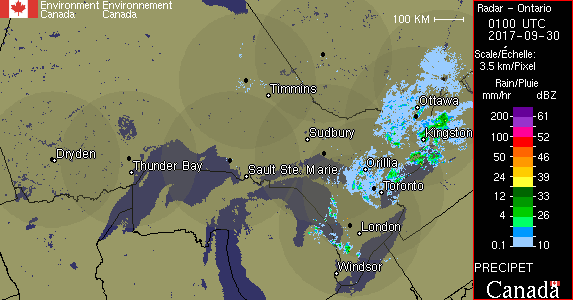 Environment Environnement
Canada Canada
100 KM
Timmins
Ottawa
Sudbury
Kingston
Dryden
Thunder Bay
Sault Ste. Marie
Orillia
Toronto
London
Windsor
Radar - Ontario
0100 UTC
2017-09-30
Scale/Échelle:
3.5 km/Pixel
Rain/Pluie
mm/hr dBZ
200 61
100 52
50 46
24 39
12 33
4 26
0.1 10
PRECIPET
Canada